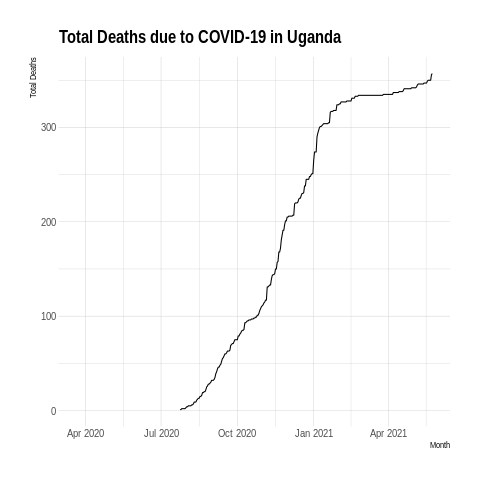 Total Deaths due to COVID-19 in Uganda
Total Deaths
300
200
100
0
Apr 2020 Jul 2020 Oct 2020 Jan 2021 Apr 2021
Month